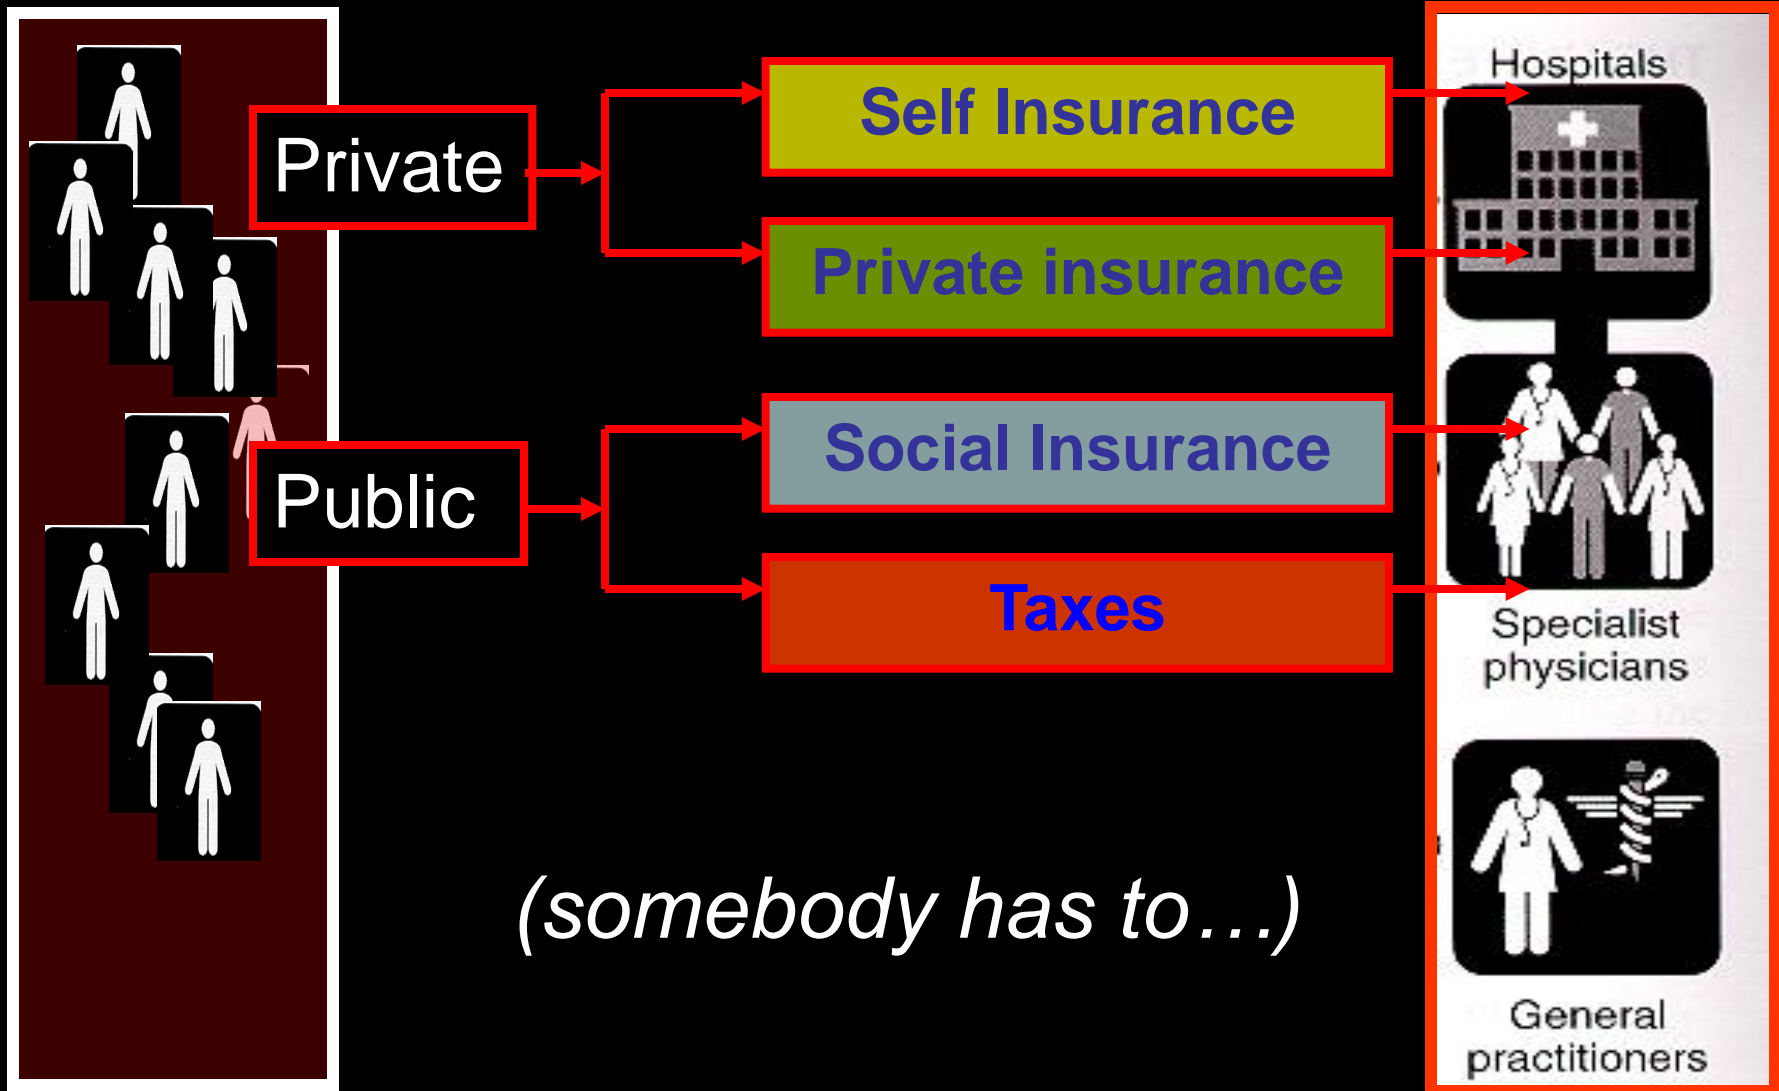 Private
Public
Self Insurance
Private insurance
Social Insurance
Taxes
(somebody has to…)
Hospitals
Specialist
physicians
General
practitioners